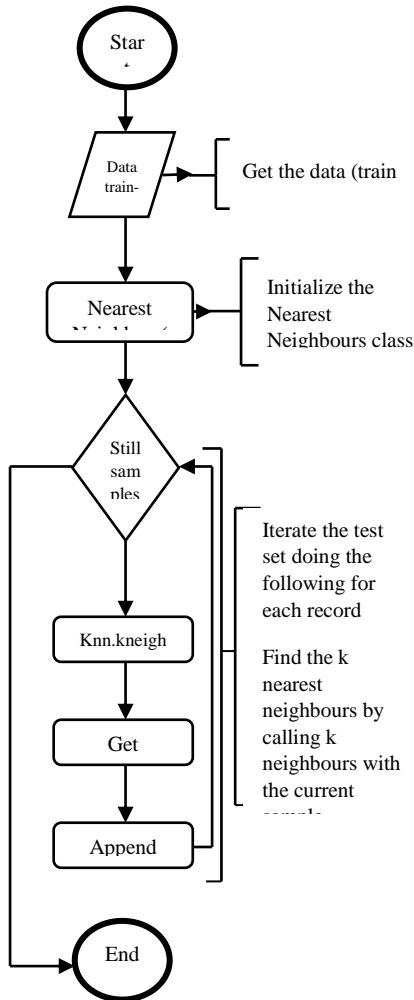 Star
Data
train-
Get the data (train
Nearest
Initialize the
Nearest
Neighbours class
Still
sam
ples
Iterate the test
set doing the
following for
each record
Knn.kneigh
Find the k
nearest
neighbours by
calling k
neighbours with
the current
Get
Append
End